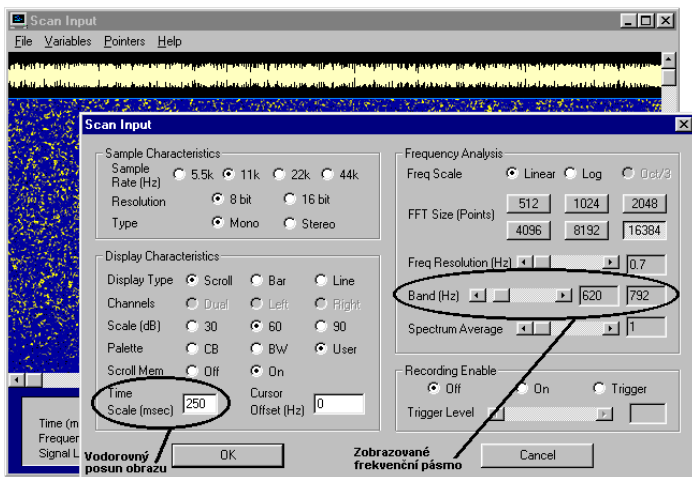 Scan Input
File Variables Pointers Help
Scan Input
Sample Characteristics
Sample Rate (Hz) 5.5k 11k 22k 44k
Resolution 8 bit 16 bit
Type Mono Stereo
Display Characteristics
Display Type Scroll Bar Line
Channels Dual Left Right
Scale (dB) 30 60 90
Palette CB BW User
Scroll Mem Off On
Time Scale (msec) 250 Cursor Offset (Hz) 0
Frequency Analysis
Freq Scale Linear Log Oct/3
FFT Size (Points) 512 1024 2048
4096 8192 16384
Freq Resolution (Hz) 0.7
Band (Hz) 620 792
Spectrum Average 1
Recording Enable
Off On Trigger
Trigger Level
Time (m
Frequer
Signal L
Vodorovný
posun obrazu
OK
Zobrazované
frekvenční pásmo
Cancel